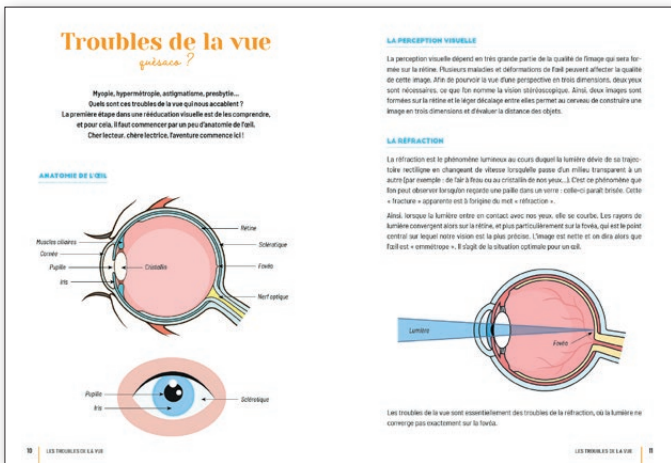 Troubles de la vue
quèsaco ?
Myopie, hypermétropie, astigmatisme, presbytie...
Quels sont ces troubles de la vue qui nous accablent ?
La première étape dans une rééducation visuelle est de les comprendre,
et pour cela, il faut commencer par un peu d'anatomie de l'œil.
Cher lecteur, chère lectrice, l'aventure commence ici !
ANATOMIE DE L'ŒIL
Muscles ciliaires
Cornée
Pupille
Iris
Cristallin
Rétine
Sclérotique
Fovéa
Nerf optique
Pupille
Iris
Sclérotique
10 LES TROUBLES DE LA VUE
LA PERCEPTION VISUELLE
La perception visuelle dépend en très grande partie de la qualité de l'image qui sera for-
mée sur la rétine. Plusieurs maladies et déformations de l'œil peuvent affecter la qualité
de cette image. Afin de pourvoir la vue d'une perspective en trois dimensions, deux yeux
sont nécessaires, ce que l'on nomme la vision stéréoscopique. Ainsi, deux images sont
formées sur la rétine et le léger décalage entre elles permet au cerveau de construire une
image en trois dimensions et d'évaluer la distance des objets.
LA RÉFRACTION
La réfraction est le phénomène lumineux au cours duquel la lumière dévie de sa trajec-
toire rectiligne en changeant de vitesse lorsqu'elle passe d'un milieu transparent à un
autre (par exemple : de l'air à l'eau ou au cristallin de nos yeux...). C'est ce phénomène que
l'on peut observer lorsqu'on regarde une paille dans un verre : celle-ci paraît brisée. Cette
« fracture » apparente est à l'origine du mot « réfraction ».
Ainsi, lorsque la lumière entre en contact avec nos yeux, elle se courbe. Les rayons de
lumière convergent alors sur la rétine, et plus particulièrement sur la fovéa, qui est le point
central sur lequel notre vision est la plus précise. L'image est nette et on dira alors que
l'œil est « emmétrope ». Il s'agit de la situation optimale pour un œil.
Lumière
Fovéa
Les troubles de la vue sont essentiellement des troubles de la réfraction, où la lumière ne
converge pas exactement sur la fovéa.
LES TROUBLES DE LA VUE 11